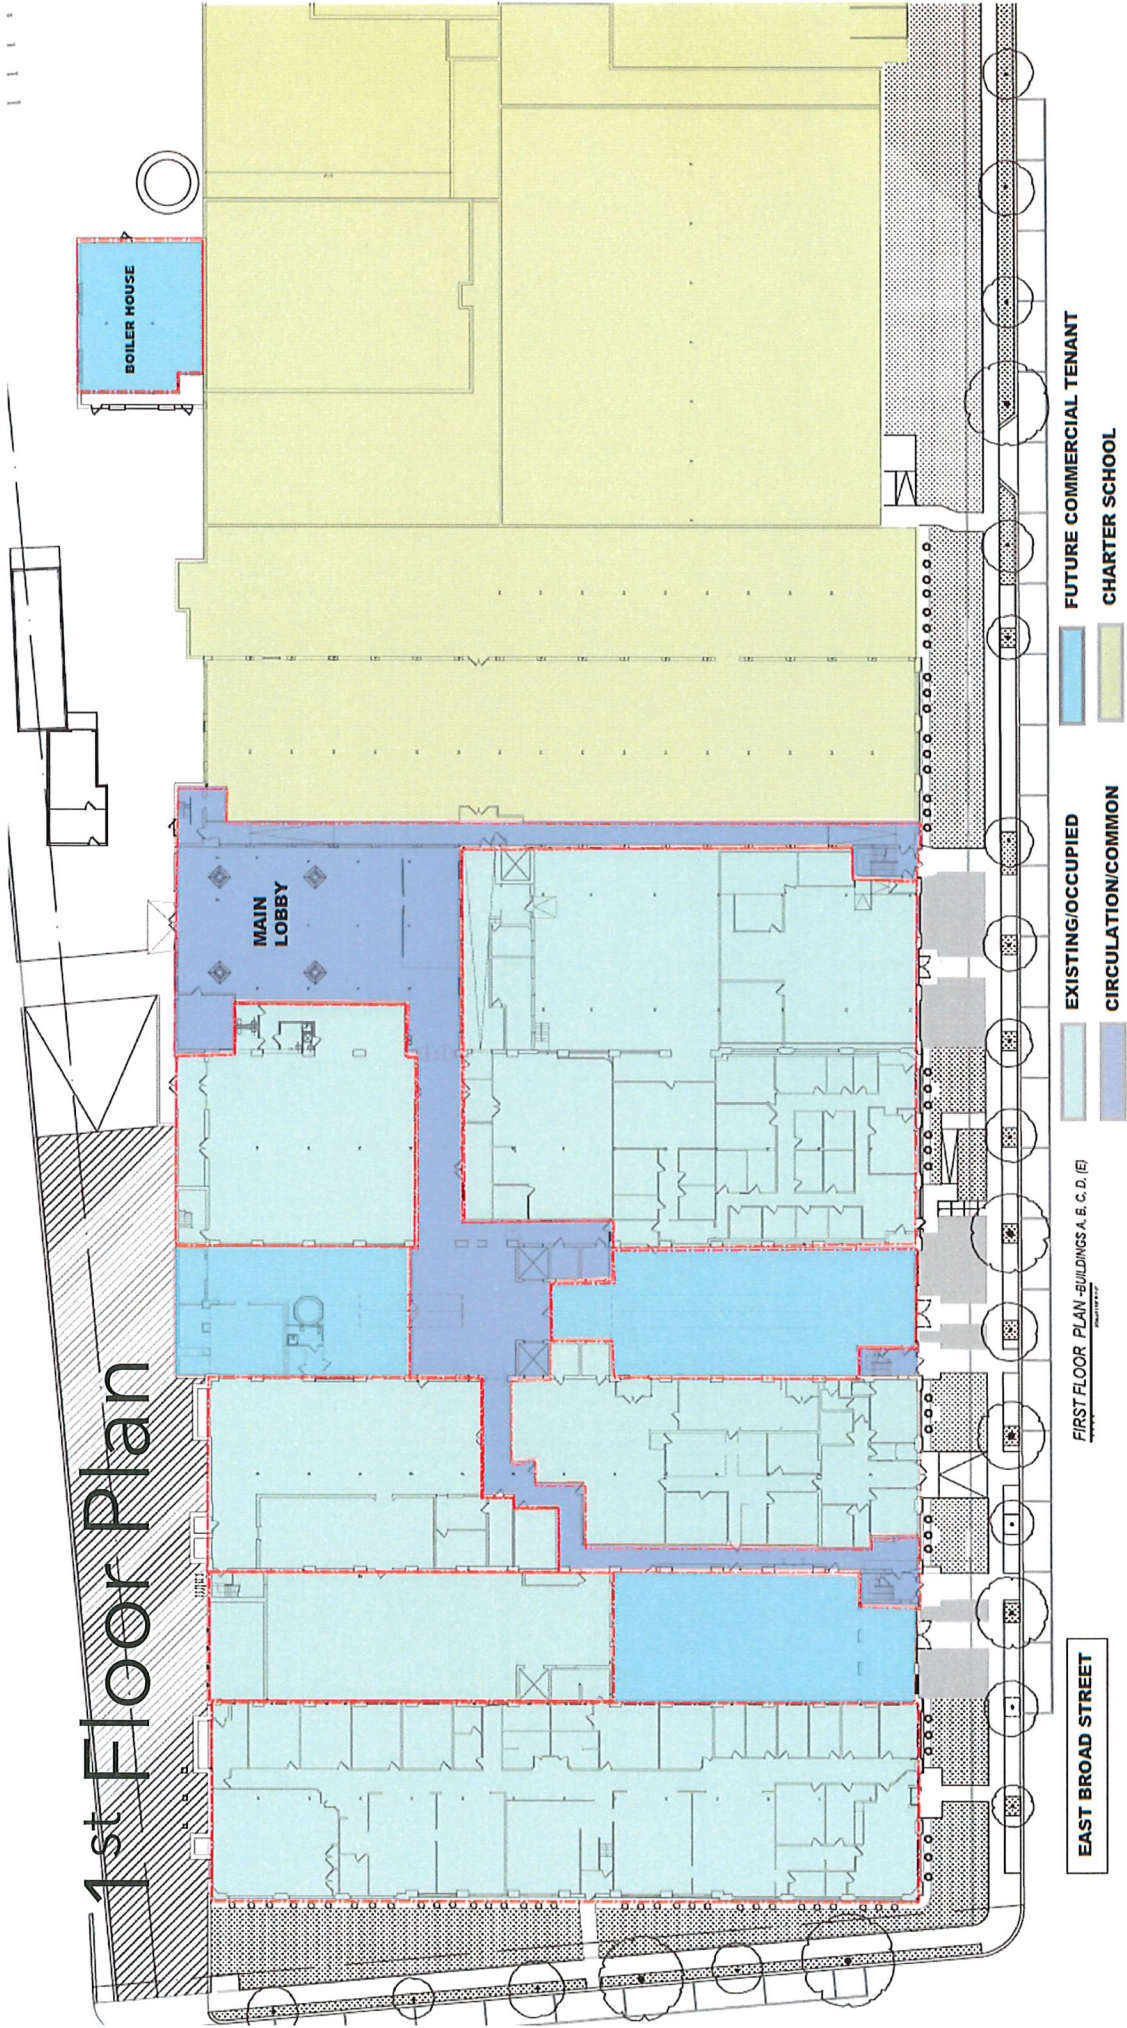 1st Floor Plan
BOILER HOUSE
MAIN
LOBBY
EAST BROAD STREET
FIRST FLOOR PLAN -BUILDINGS A, B, C, D, (E)
EXISTING/OCCUPIED
CIRCULATION/COMMON
FUTURE COMMERCIAL TENANT
CHARTER SCHOOL